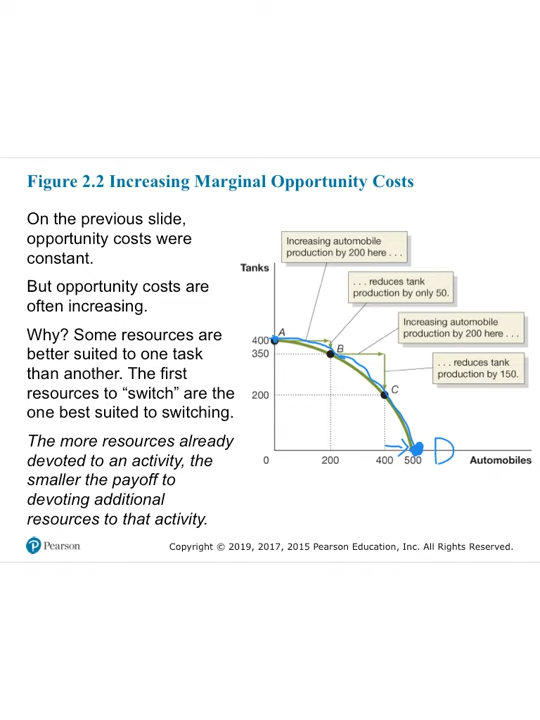 Figure 2.2 Increasing Marginal Opportunity Costs
On the previous slide,
opportunity costs were
constant.
But opportunity costs are
often increasing.
Why? Some resources are
better suited to one task
than another. The first
resources to “switch” are the
one best suited to switching.
The more resources already
devoted to an activity, the
smaller the payoff to
devoting additional
resources to that activity.
Increasing automobile
production by 200 here . . .
Tanks
. . . reduces tank
production by only 50.
Increasing automobile
production by 200 here . . .
. . . reduces tank
production by 150.
A
400
B
350
C
200
D
0 200 400 500 Automobiles
Pearson
Copyright © 2019, 2017, 2015 Pearson Education, Inc. All Rights Reserved.